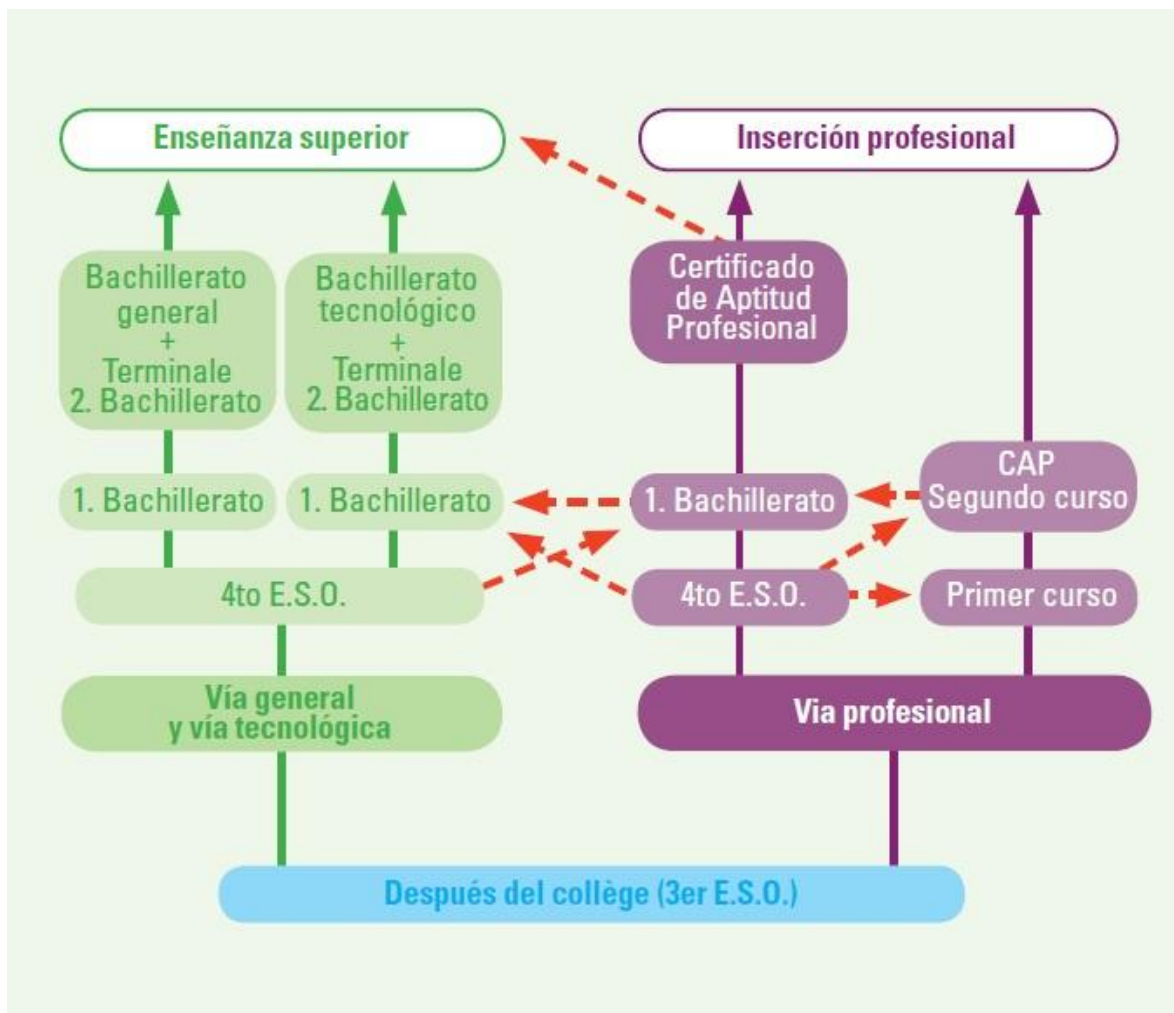 Enseñanza superior
Inserción profesional
Bachillerato
general
+
Terminale
2. Bachillerato
Bachillerato
tecnológico
+
Terminale
2. Bachillerato
Certificado
de Aptitud
Profesional
1. Bachillerato
1. Bachillerato
1. Bachillerato
CAP
Segundo curso
4to E.S.O.
4to E.S.O.
Primer curso
Vía general
y vía tecnológica
Via profesional
Después del collège (3er E.S.O.)